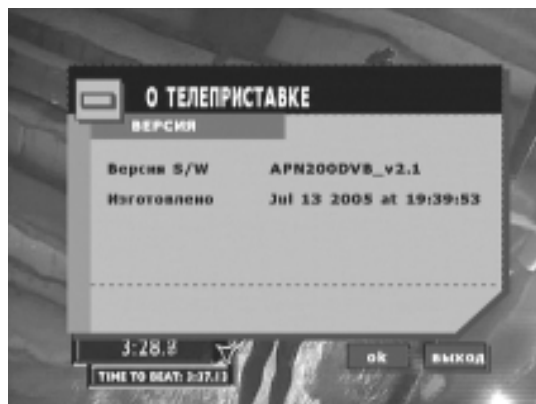 О ТЕЛЕПРИСТАВКЕ
ВЕРСИЯ
Версия S/W APN200DVB_v2.1
Изготовлено Jul 13 2005 at 19:39:53
3:28.8
ok выход
TIME TO BEAT: 3:37.13